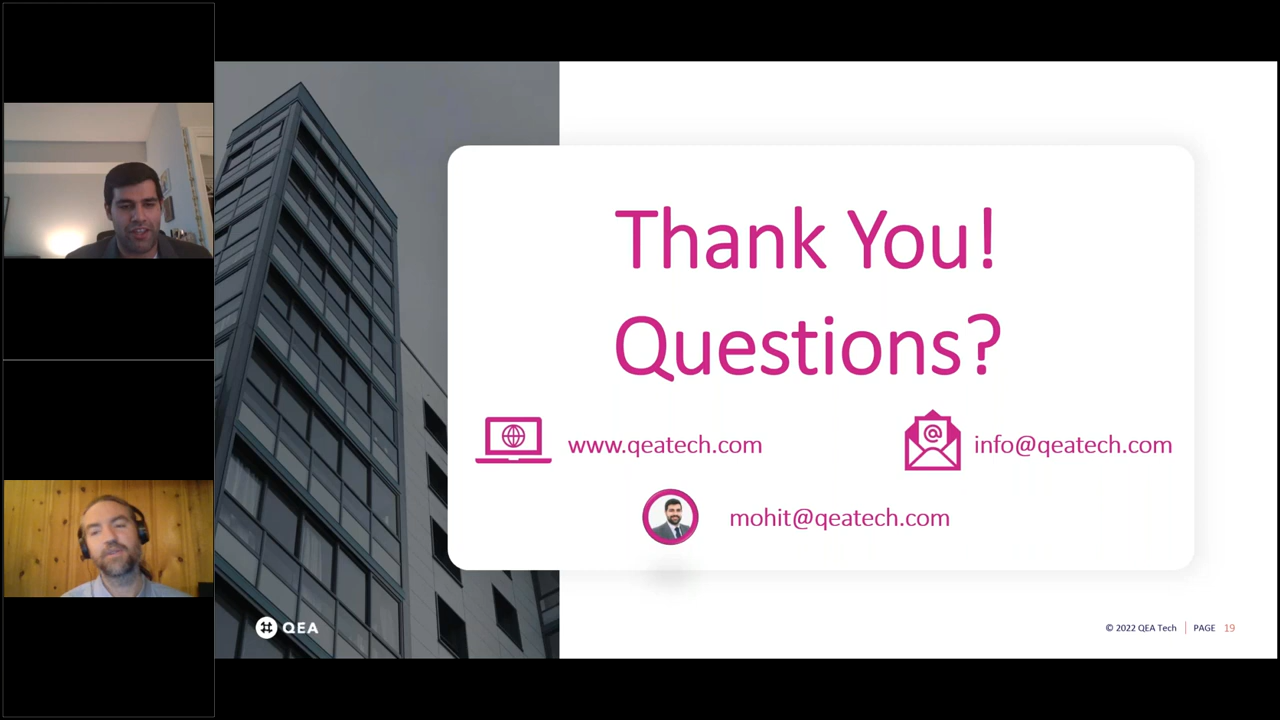 Thank You!
Questions?
www.qeatech.com
info@qeatech.com
mohit@qeatech.com
QEA
© 2022 QEA Tech | PAGE 19